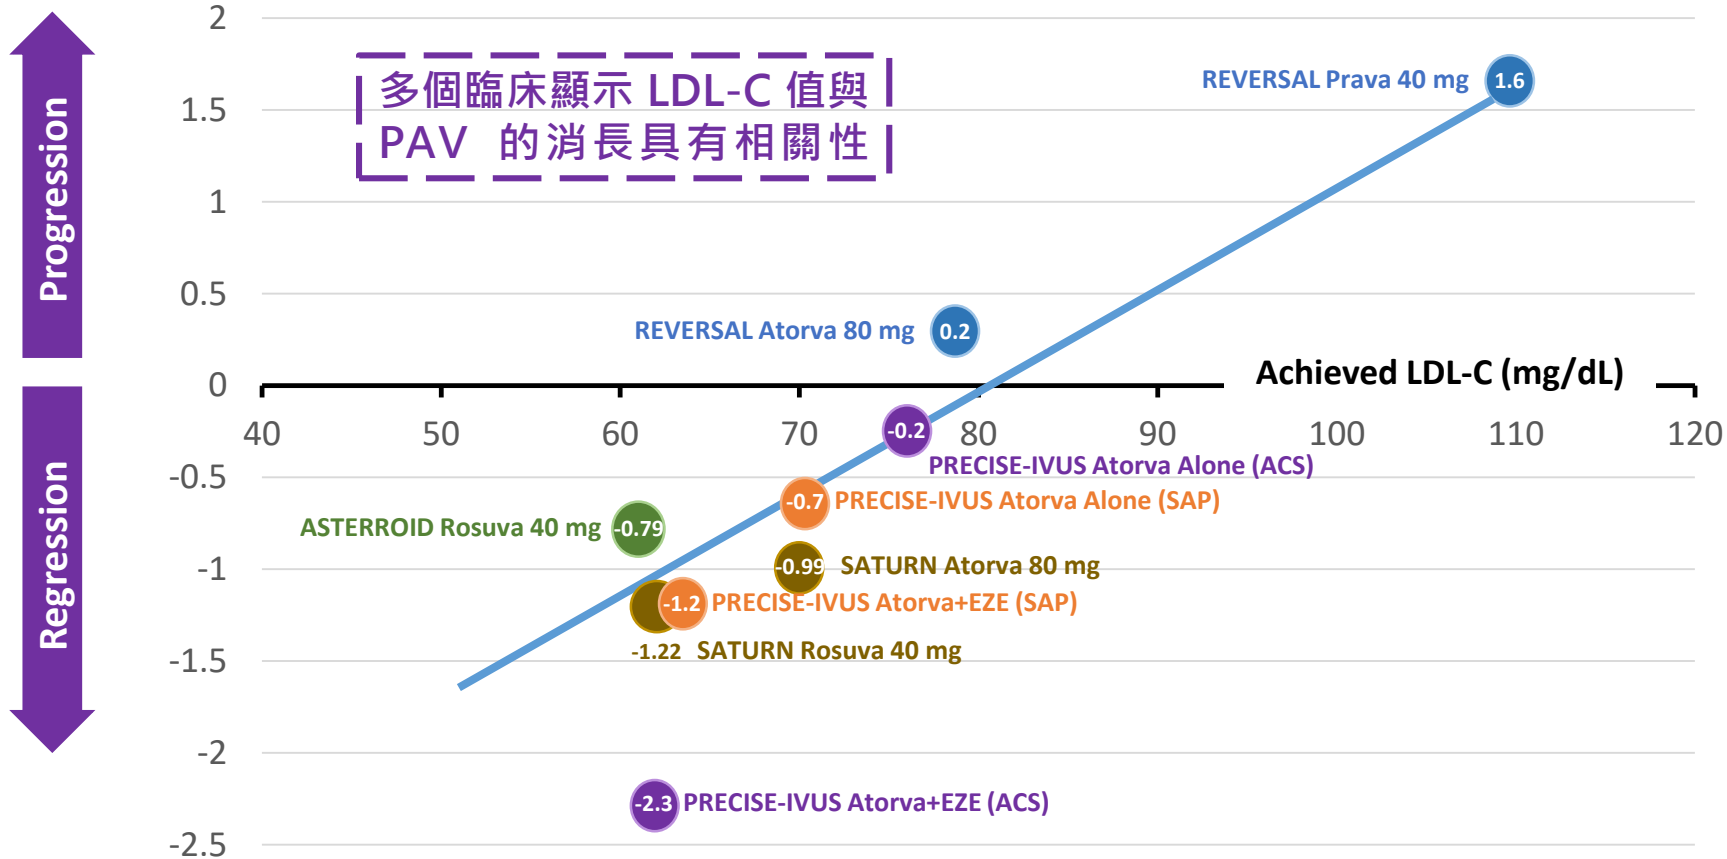 Progression
Regression
2
1.5
1
0.5
0
-0.5
-1
-1.5
-2
-2.5
多個臨床顯示 LDL-C 值與
PAV 的消長具有相關性
REVERSAL Prava 40 mg 1.6
REVERSAL Atorva 80 mg 0.2
Achieved LDL-C (mg/dL)
40 50 60 70 80 90 100 110 120
-0.2
PRECISE-IVUS Atorva Alone (ACS)
-0.7 PRECISE-IVUS Atorva Alone (SAP)
ASTERROID Rosuva 40 mg -0.79
-0.99 SATURN Atorva 80 mg
-1.2 PRECISE-IVUS Atorva+EZE (SAP)
-1.22 SATURN Rosuva 40 mg
-2.3 PRECISE-IVUS Atorva+EZE (ACS)